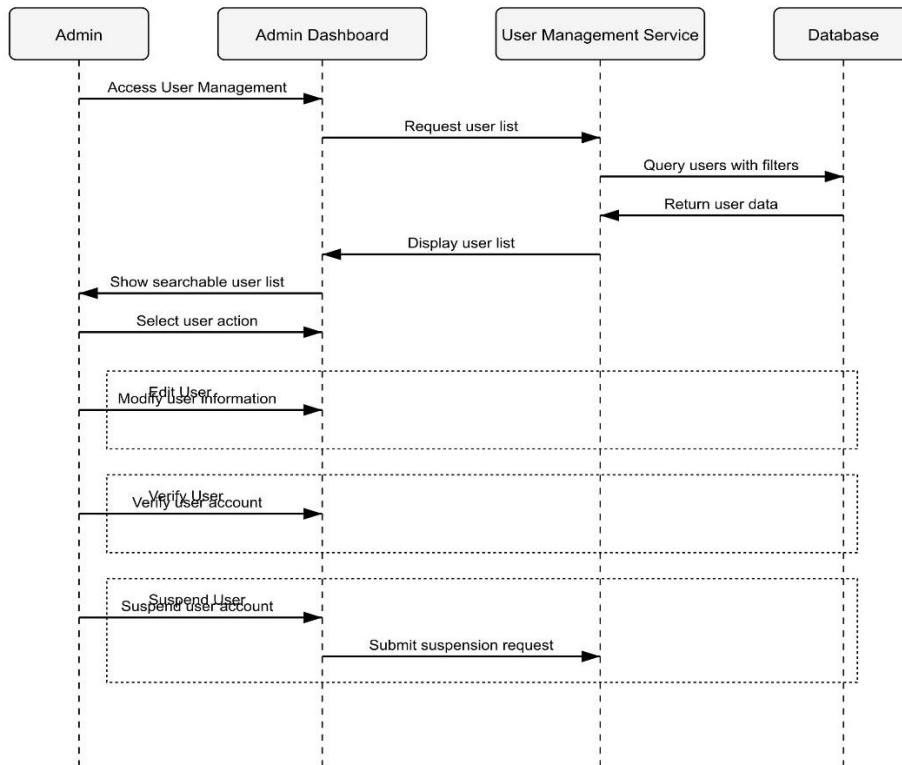 Admin
Admin Dashboard
User Management Service
Database
Access User Management
Request user list
Query users with filters
Return user data
Display user list
Show searchable user list
Select user action
Edit User
Modify user information
Verify User
Verify user account
Suspend User
Suspend user account
Submit suspension request